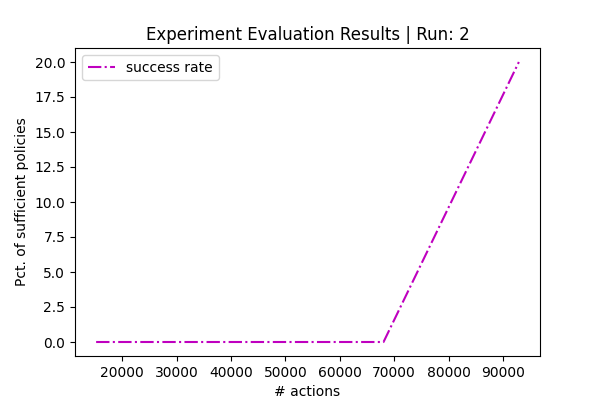 Experiment Evaluation Results | Run: 2
success rate
Pct. of sufficient policies
20.0
17.5
15.0
12.5
10.0
7.5
5.0
2.5
0.0
20000 30000 40000 50000 60000 70000 80000 90000
# actions